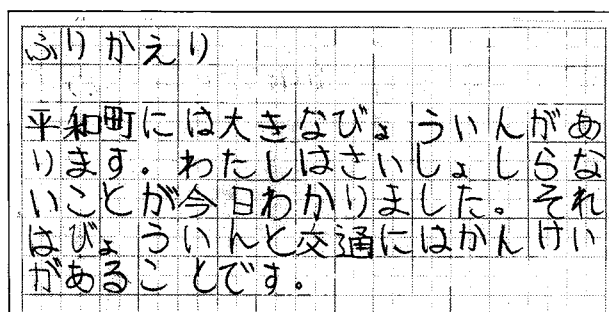 ふりかえり
平和町には大きなびょういんがあ
ります。わたしはさいしょしらな
いことが今日わかりました。それ
はびょういんと交通にはかんけい
があることです。